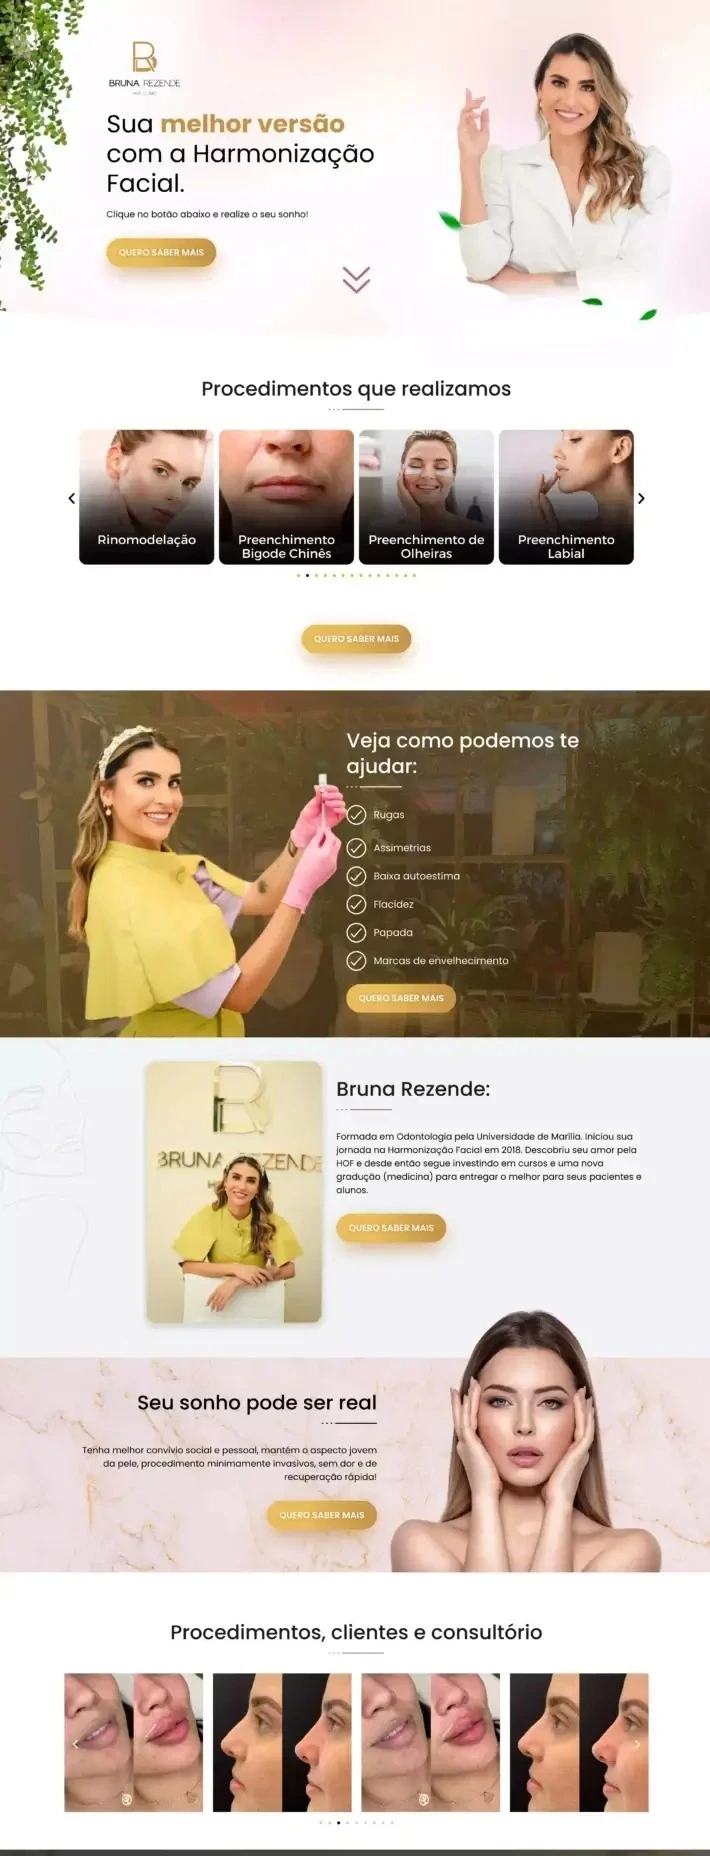 BRUNA REZENDE
Sua melhor versão
com a Harmonização
Facial.
Clique no botão abaixo e realize o seu sonho!
QUERO SABER MAIS
Procedimentos que realizamos
Rinomodelação
Preenchimento
Bigode Chinês
Preenchimento de
Olheiras
Preenchimento
Labial
QUERO SABER MAIS
Veja como podemos te
ajudar:
Rugas
Assimetrias
Baixa autoestima
Flacidez
Papada
Marcas de envelhecimento
QUERO SABER MAIS
BRUNA REZENDE
Bruna Rezende:
Formada em Odontologia pela Universidade de Marília. Iniciou sua
jornada na Harmonização Facial em 2018. Descobriu seu amor pela
HOF e desde então segue investindo em cursos e uma nova
gradução (medicina) para entregar o melhor para seus pacientes e
alunos.
QUERO SABER MAIS
Seu sonho pode ser real
Tenha melhor convívio social e pessoal, mantém o aspecto jovem
da pele, procedimento minimamente invasivos, sem dor e de
recuperação rápida!
QUERO SABER MAIS
Procedimentos, clientes e consultório